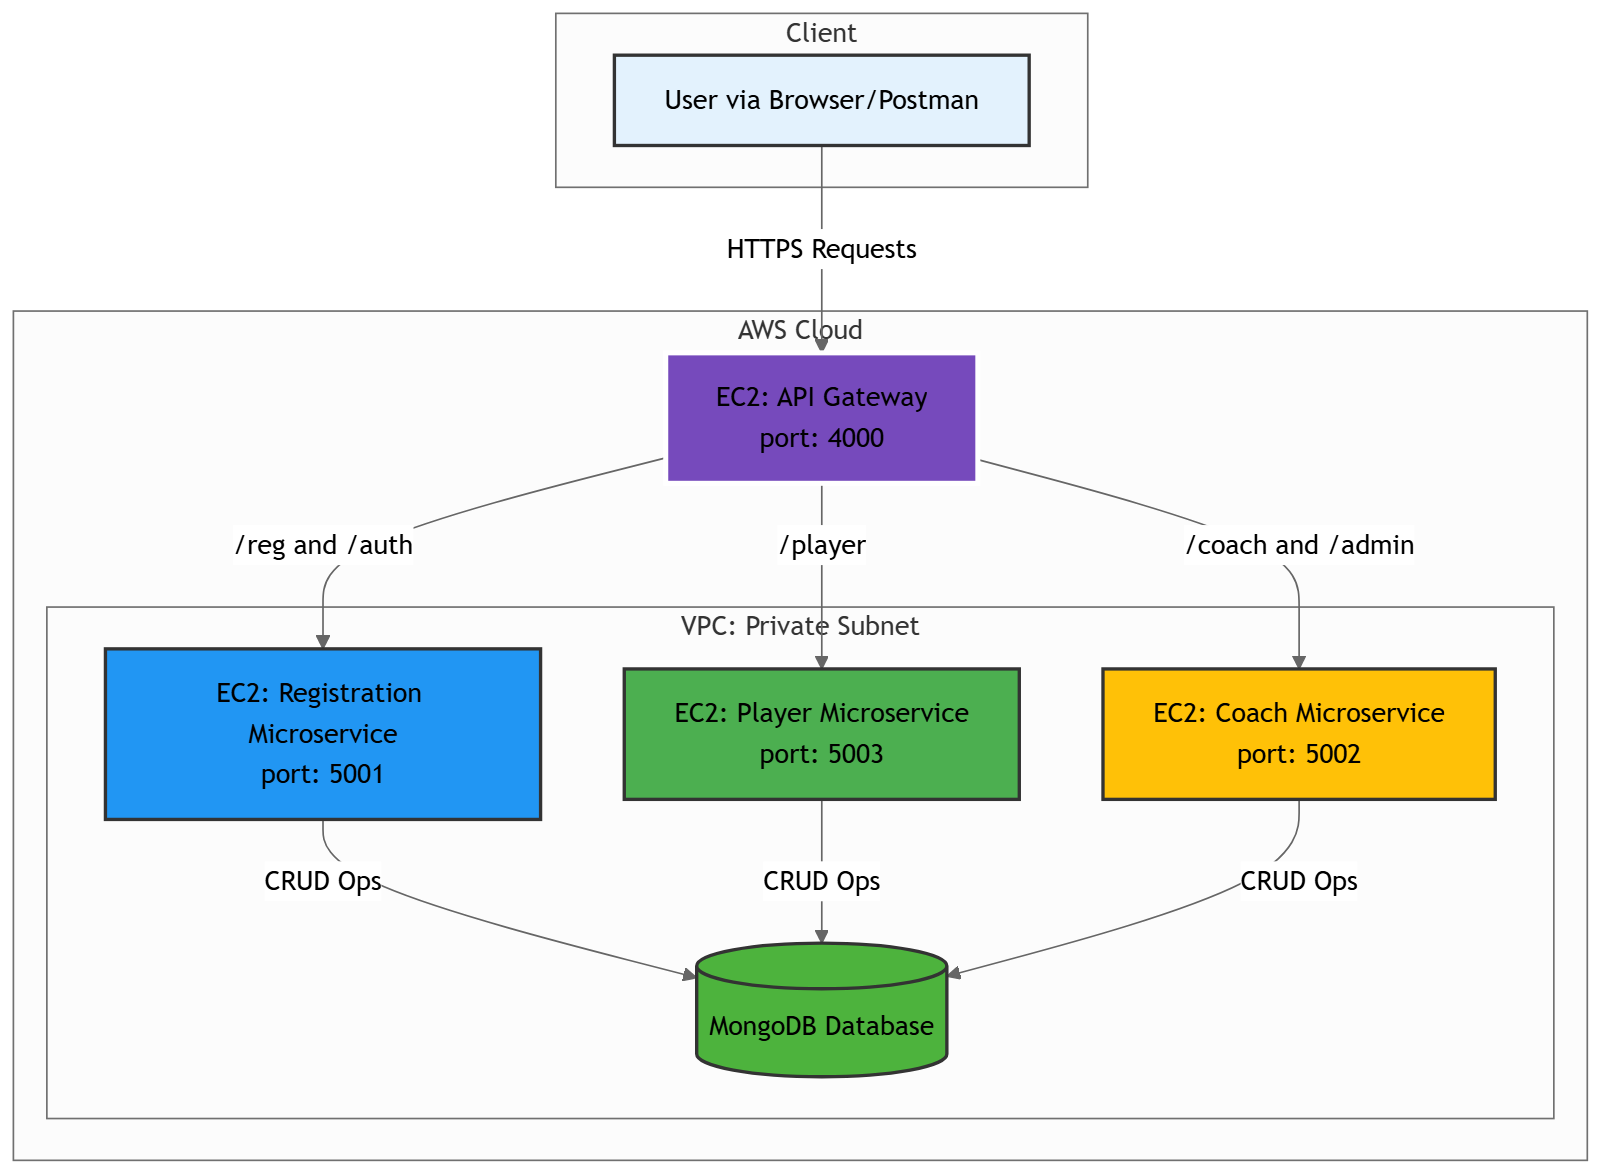 Client
User via Browser/Postman
HTTPS Requests
AWS Cloud
EC2: API Gateway
port: 4000
/reg and /auth
/player
/coach and /admin
VPC: Private Subnet
EC2: Registration
Microservice
port: 5001
EC2: Player Microservice
port: 5003
EC2: Coach Microservice
port: 5002
CRUD Ops
CRUD Ops
CRUD Ops
MongoDB Database